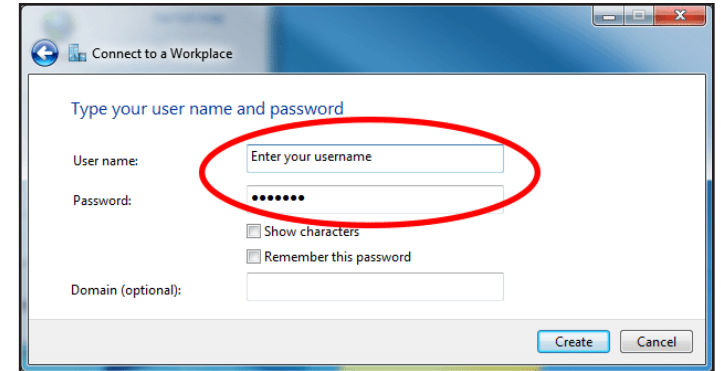 Connect to a Workplace
Type your user name and password
User name:
Enter your username
Password:
•••••••
Show characters
Remember this password
Domain (optional):
Create
Cancel